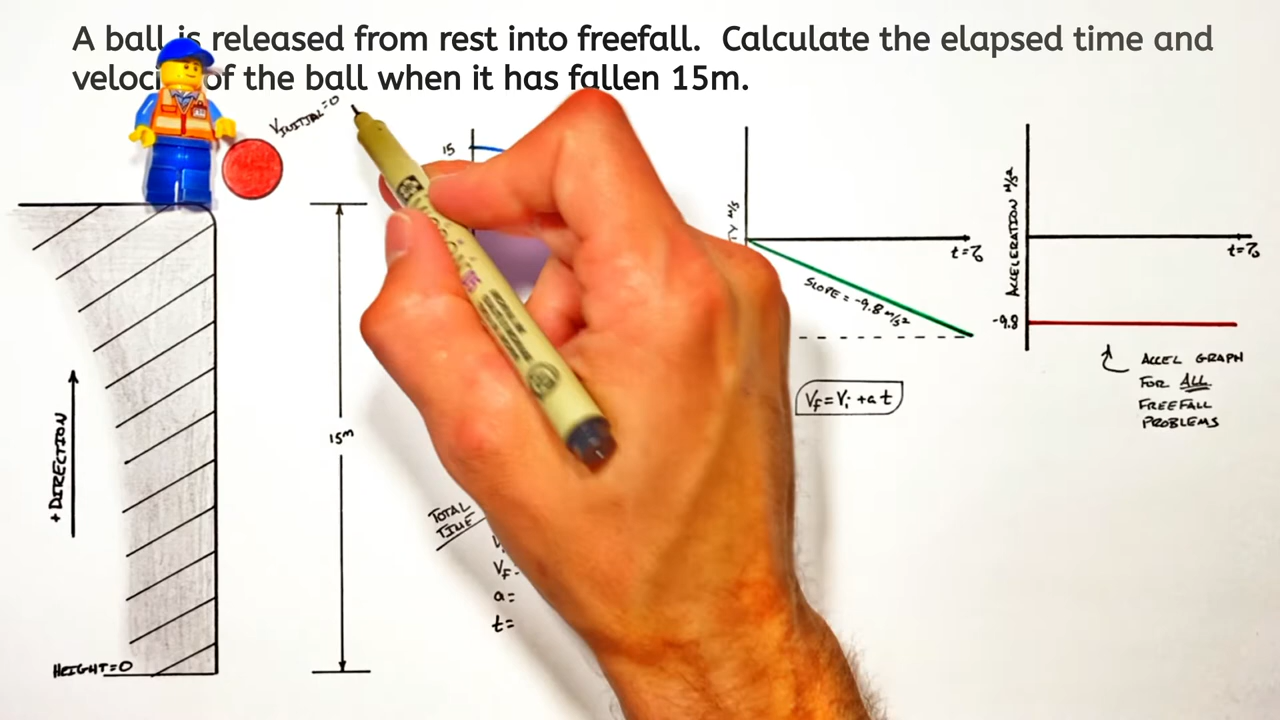 A ball is released from rest into freefall. Calculate the elapsed time and
of the ball when it has fallen 15m.
VINITIAL=0
15
SLOPE = -9.8 M/S²
ACCELERATION M/S²
-9.8
ACCEL GRAPH
FOR ALL
FREEFALL
PROBLEMS
VF = Vi + at
15m
+DIRECTION
TOTAL
TIME
VF
a=
t=
HEIGHT=0